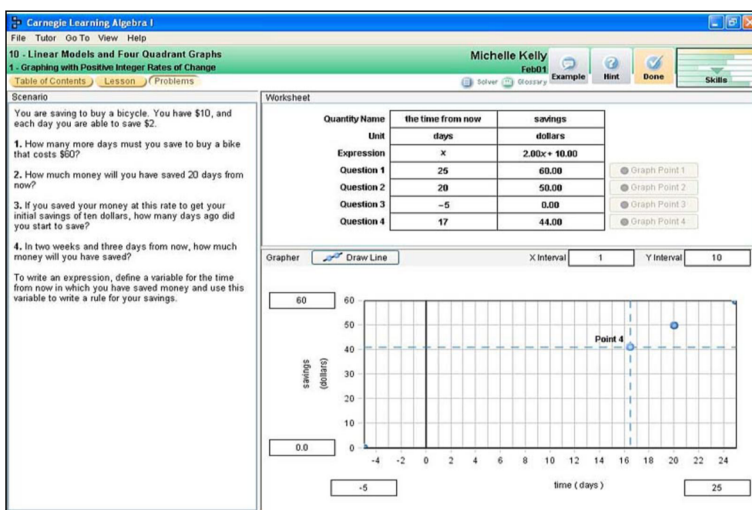 Carnegie Learning Algebra I
File Tutor Go To View Help
10 - Linear Models and Four Quadrant Graphs
1 - Graphing with Positive Integer Rates of Change
Michelle Kelly
Feb01
Table of Contents Lesson Problems
Solver Glossary
Example Hint Done Skills
Scenario
You are saving to buy a bicycle. You have $10, and
each day you are able to save $2.
1. How many more days must you save to buy a bike
that costs $60?
2. How much money will you have saved 20 days from
now?
3. If you saved your money at this rate to get your
initial savings of ten dollars, how many days ago did
you start to save?
4. In two weeks and three days from now, how much
money will you have saved?
To write an expression, define a variable for the time
from now in which you have saved money and use this
variable to write a rule for your savings.
Worksheet
Quantity Name the time from now savings
Unit days dollars
Expression x 2.00x + 10.00
Question 1 25 60.00 Graph Point 1
Question 2 20 50.00 Graph Point 2
Question 3 -5 0.00 Graph Point 3
Question 4 17 44.00 Graph Point 4
Grapher Draw Line X Interval 1 Y Interval 10
60
60
50
40
30
20
10
0
savings
(dollars)
Point 4
0.0
-4 -2 0 2 4 6 8 10 12 14 16 18 20 22 24
-5 time ( days ) 25